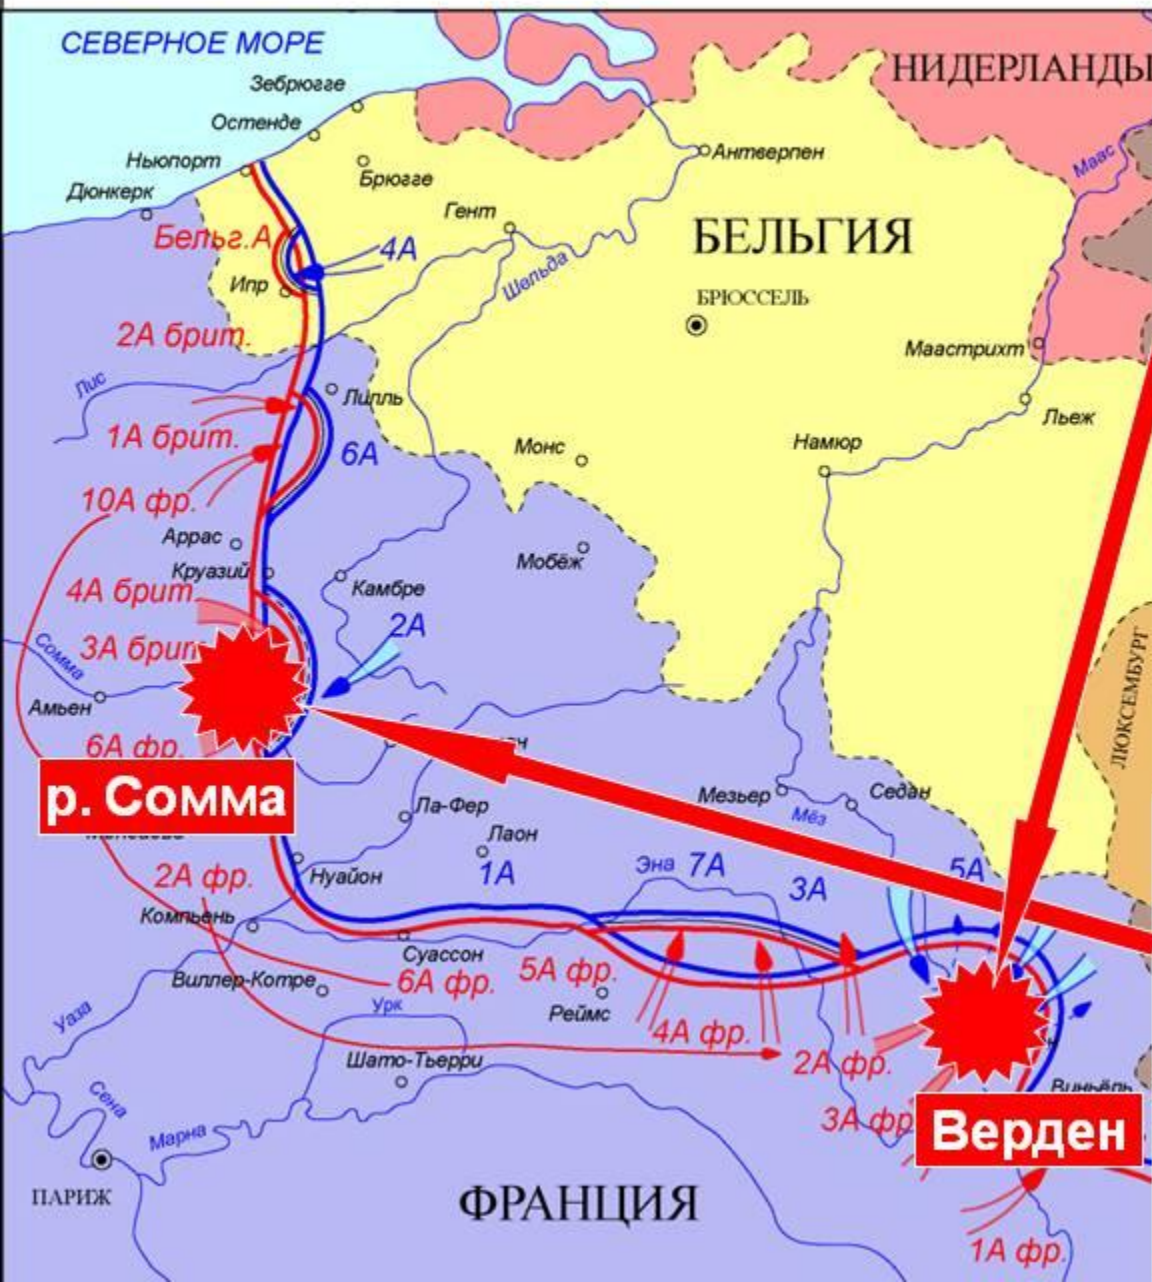 СЕВЕРНОЕ МОРЕ
НИДЕРЛАНДЫ
Зебрюгге
Остенде
Ньюпорт
Антверпен
Маас
Дюнкерк
Брюгге
Гент
Бельг.А
4А
БЕЛЬГИЯ
Ипр
Шельда
БРЮССЕЛЬ
2А брит.
Маастрихт
Лис
Лилль
Льеж
1А брит.
6А
Монс
Намюр
10А фр.
Аррас
Мобёж
Круазий
Камбре
4А брит.
2А
3А брит
Сомма
ЛЮКСЕМБУРГ
Амьен
6А фр.
р. Сомма
Мезьер
Седан
Ла-Фер
Мёз
Лаон
Нуайон
2А фр.
1А
Эна
7А
3А
5А
Компьень
Суассон
Виллер-Котре
6А фр.
5А фр.
Реймс
Уаза
Урк
4А фр.
2А фр.
Шато-Тьерри
Виньёль
Сена
Марна
3А фр
Верден
ПАРИЖ
ФРАНЦИЯ
1А фр.